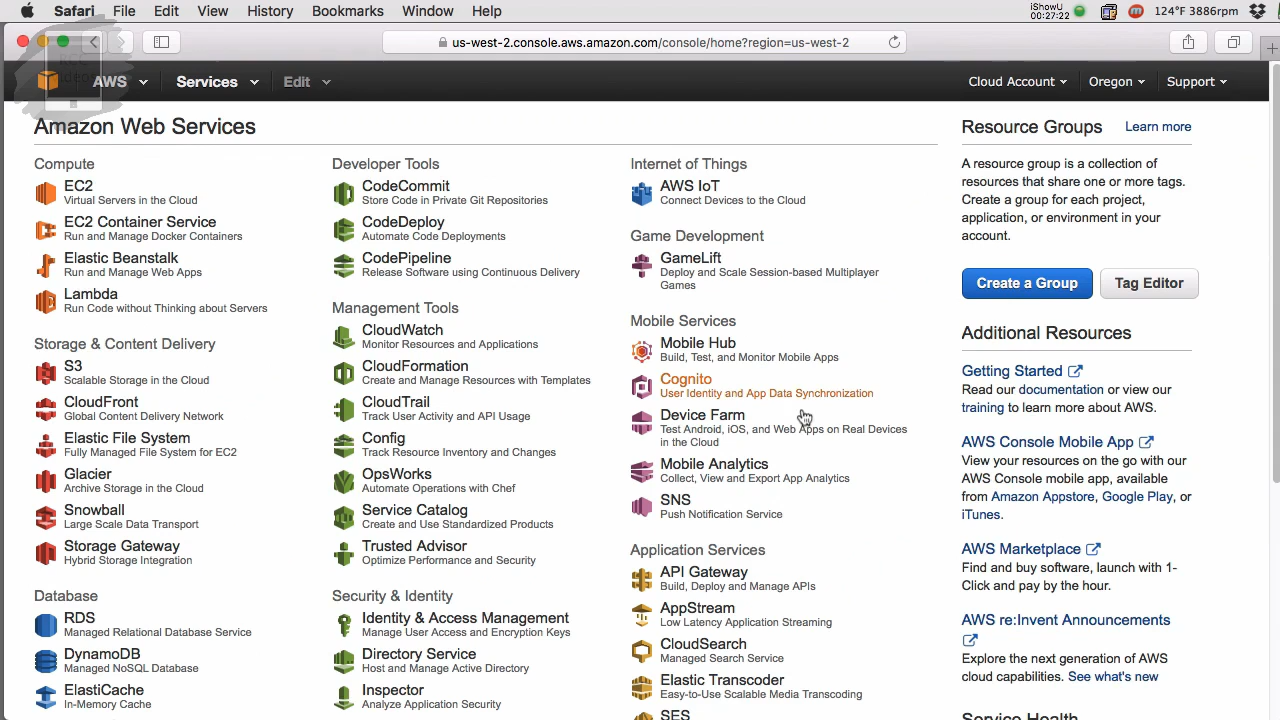 Safari File Edit View History Bookmarks Window Help
iShowU 00:27:22
124°F 3886rpm
us-west-2.console.aws.amazon.com/console/home?region=us-west-2
AWS Services Edit
Cloud Account Oregon Support
Amazon Web Services
Compute
EC2
Virtual Servers in the Cloud
EC2 Container Service
Run and Manage Docker Containers
Elastic Beanstalk
Run and Manage Web Apps
Lambda
Run Code without Thinking about Servers
Storage & Content Delivery
S3
Scalable Storage in the Cloud
CloudFront
Global Content Delivery Network
Elastic File System
Fully Managed File System for EC2
Glacier
Archive Storage in the Cloud
Snowball
Large Scale Data Transport
Storage Gateway
Hybrid Storage Integration
Database
RDS
Managed Relational Database Service
DynamoDB
Managed NoSQL Database
ElastiCache
In-Memory Cache
Developer Tools
CodeCommit
Store Code in Private Git Repositories
CodeDeploy
Automate Code Deployments
CodePipeline
Release Software using Continuous Delivery
Management Tools
CloudWatch
Monitor Resources and Applications
CloudFormation
Create and Manage Resources with Templates
CloudTrail
Track User Activity and API Usage
Config
Track Resource Inventory and Changes
OpsWorks
Automate Operations with Chef
Service Catalog
Create and Use Standardized Products
Trusted Advisor
Optimize Performance and Security
Security & Identity
Identity & Access Management
Manage User Access and Encryption Keys
Directory Service
Host and Manage Active Directory
Inspector
Analyze Application Security
Internet of Things
AWS IoT
Connect Devices to the Cloud
Game Development
GameLift
Deploy and Scale Session-based Multiplayer
Games
Mobile Services
Mobile Hub
Build, Test, and Monitor Mobile Apps
Cognito
User Identity and App Data Synchronization
Device Farm
Test Android, iOS, and Web Apps on Real Devices
in the Cloud
Mobile Analytics
Collect, View and Export App Analytics
SNS
Push Notification Service
Application Services
API Gateway
Build, Deploy and Manage APIs
AppStream
Low Latency Application Streaming
CloudSearch
Managed Search Service
Elastic Transcoder
Easy-to-Use Scalable Media Transcoding
SES
Resource Groups Learn more
A resource group is a collection of
resources that share one or more tags.
Create a group for each project,
application, or environment in your
account.
Create a Group Tag Editor
Additional Resources
Getting Started
Read our documentation or view our
training to learn more about AWS.
AWS Console Mobile App
View your resources on the go with our
AWS Console mobile app, available
from Amazon Appstore, Google Play, or
iTunes.
AWS Marketplace
Find and buy software, launch with 1-
Click and pay by the hour.
AWS re:Invent Announcements
Explore the next generation of AWS
cloud capabilities. See what's new
Service Health